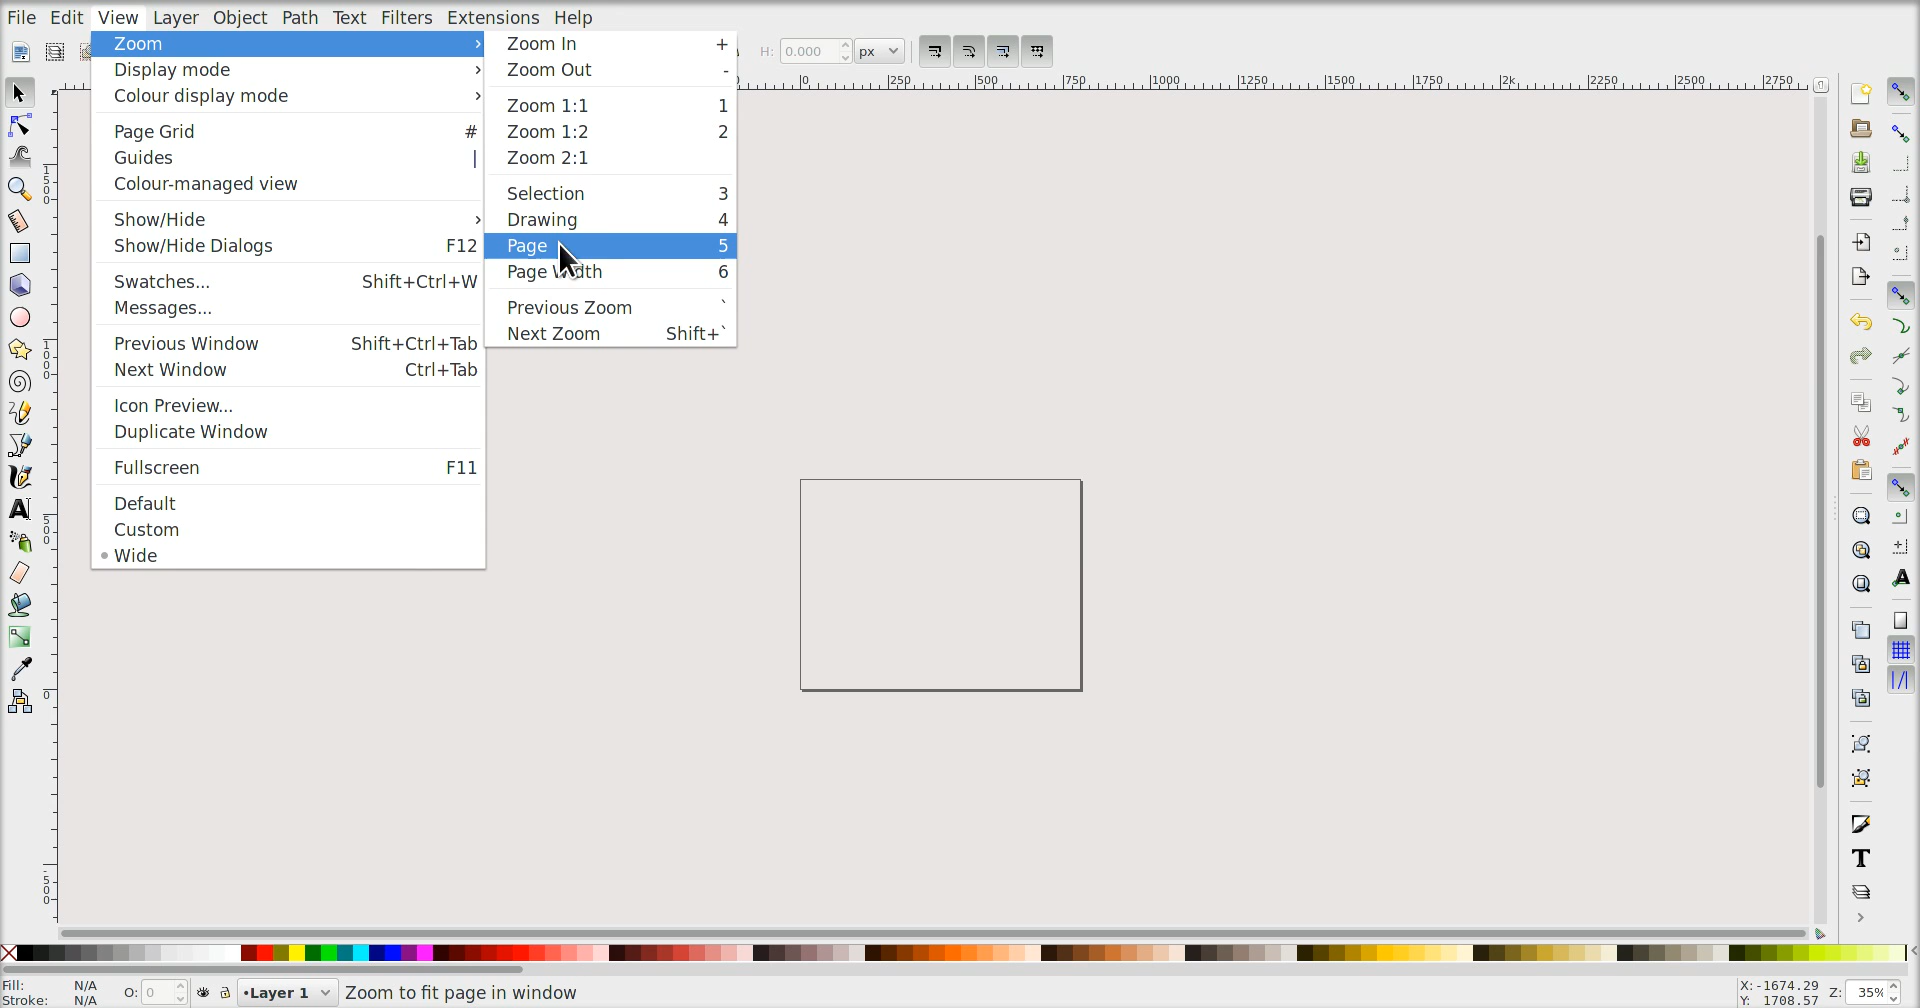 File Edit View Layer Object Path Text Filters Extensions Help
Zoom
Display mode
Colour display mode
Page Grid #
Guides |
Colour-managed view
Show/Hide
Show/Hide Dialogs F12
Swatches... Shift+Ctrl+W
Messages...
Previous Window Shift+Ctrl+Tab
Next Window Ctrl+Tab
Icon Preview...
Duplicate Window
Fullscreen F11
Default
Custom
Wide
Zoom In +
Zoom Out -
Zoom 1:1 1
Zoom 1:2 2
Zoom 2:1
Selection 3
Drawing 4
Page 5
Page Width 6
Previous Zoom `
Next Zoom Shift+`
H: 0.000 px
0 250 500 750 1000 1250 1500 1750 2k 2250 2500 2750
1500
1000
500
0
-500
Fill: N/A
Stroke: N/A
O: 0
•Layer 1
Zoom to fit page in window
X:-1674.29
Y: 1708.57
Z: 35%